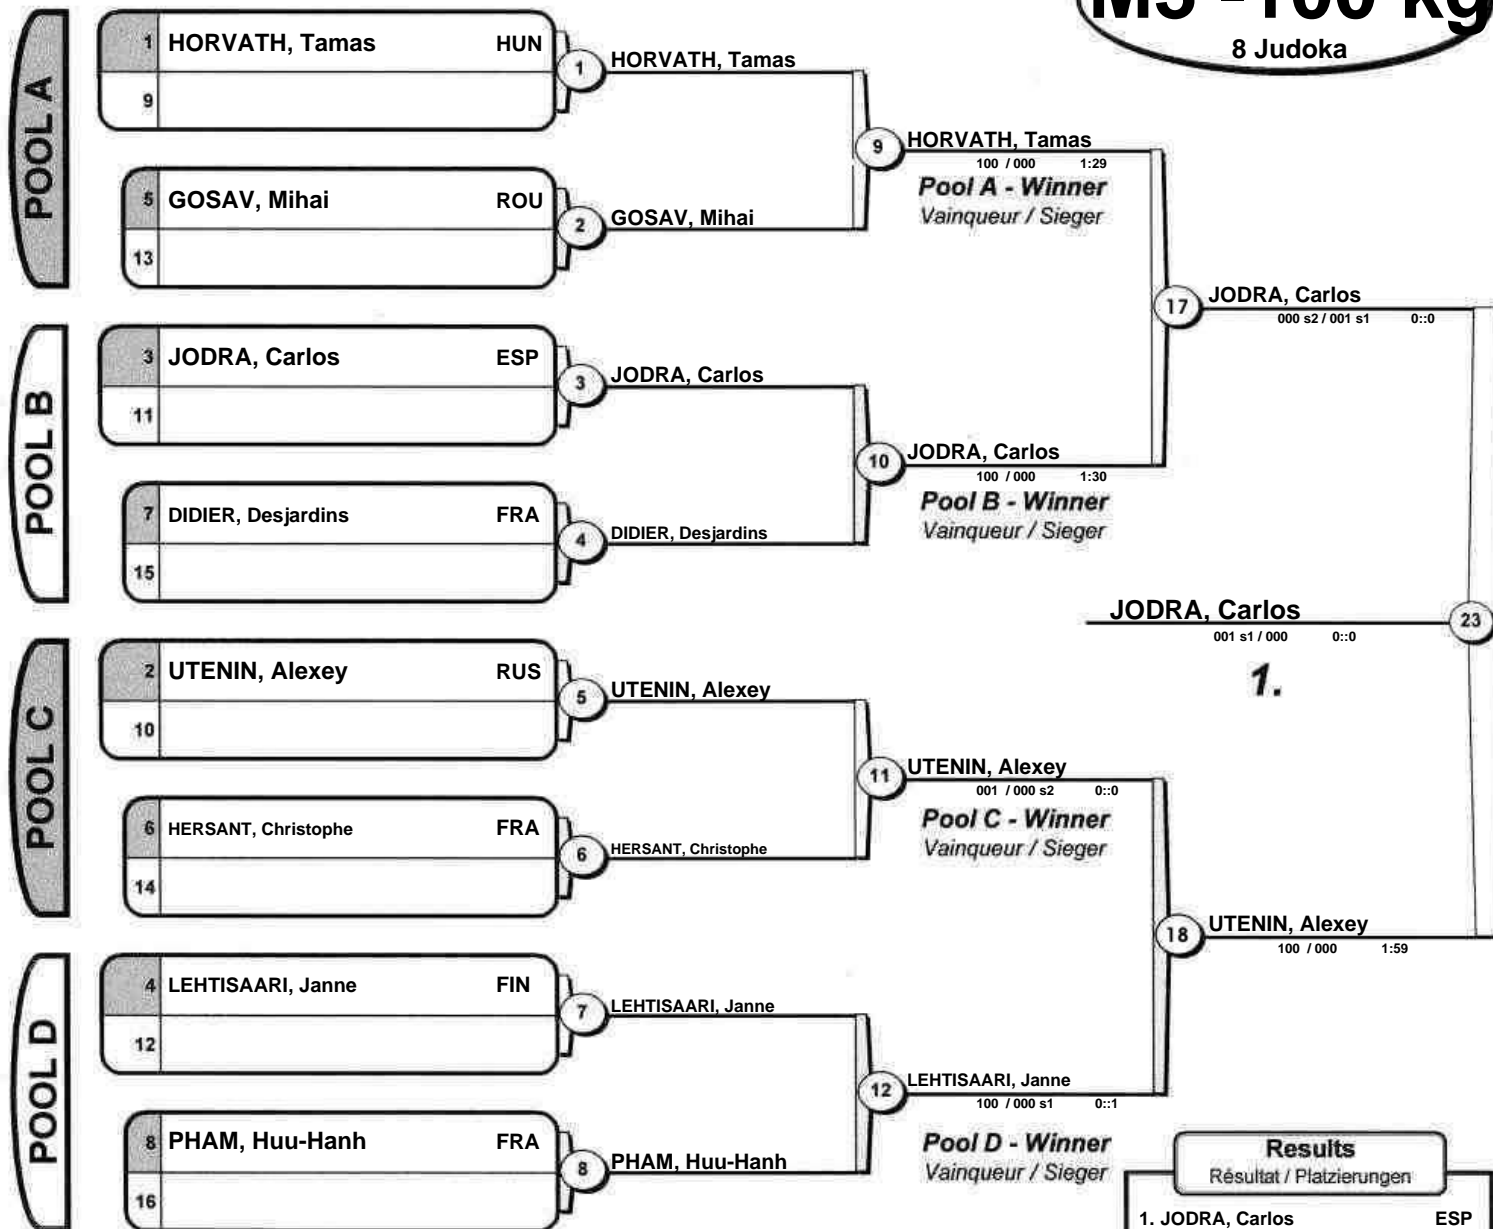 M3 -100 kg
8 Judoka
POOL A
1 HORVATH, Tamas HUN
9
1 HORVATH, Tamas
5 GOSAV, Mihai ROU
13
2 GOSAV, Mihai
9 HORVATH, Tamas
100 / 000 1:29
Pool A - Winner
Vainqueur / Sieger
POOL B
3 JODRA, Carlos ESP
11
3 JODRA, Carlos
7 DIDIER, Desjardins FRA
15
4 DIDIER, Desjardins
10 JODRA, Carlos
100 / 000 1:30
Pool B - Winner
Vainqueur / Sieger
17 JODRA, Carlos
000 s2 / 001 s1 0::0
JODRA, Carlos 23
001 s1 / 000 0::0
1.
POOL C
2 UTENIN, Alexey RUS
10
5 UTENIN, Alexey
6 HERSANT, Christophe FRA
14
6 HERSANT, Christophe
11 UTENIN, Alexey
001 / 000 s2 0::0
Pool C - Winner
Vainqueur / Sieger
18 UTENIN, Alexey
100 / 000 1:59
POOL D
4 LEHTISAARI, Janne FIN
12
7 LEHTISAARI, Janne
8 PHAM, Huu-Hanh FRA
16
8 PHAM, Huu-Hanh
12 LEHTISAARI, Janne
100 / 000 s1 0::1
Pool D - Winner
Vainqueur / Sieger
Results
Résultat / Platzierungen
1. JODRA, Carlos ESP